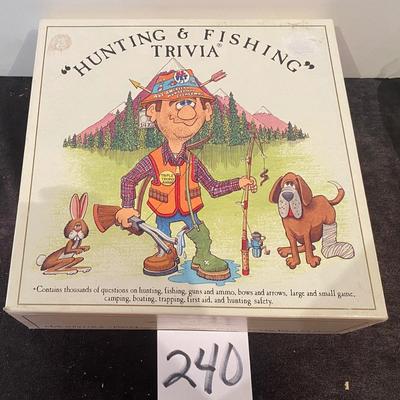 "HUNTING & FISHING"
TRIVIA®
•Contains thousands of questions on hunting, fishing, guns and ammo, bows and arrows, large and small game,
camping, boating, trapping, first aid, and hunting safety.
240